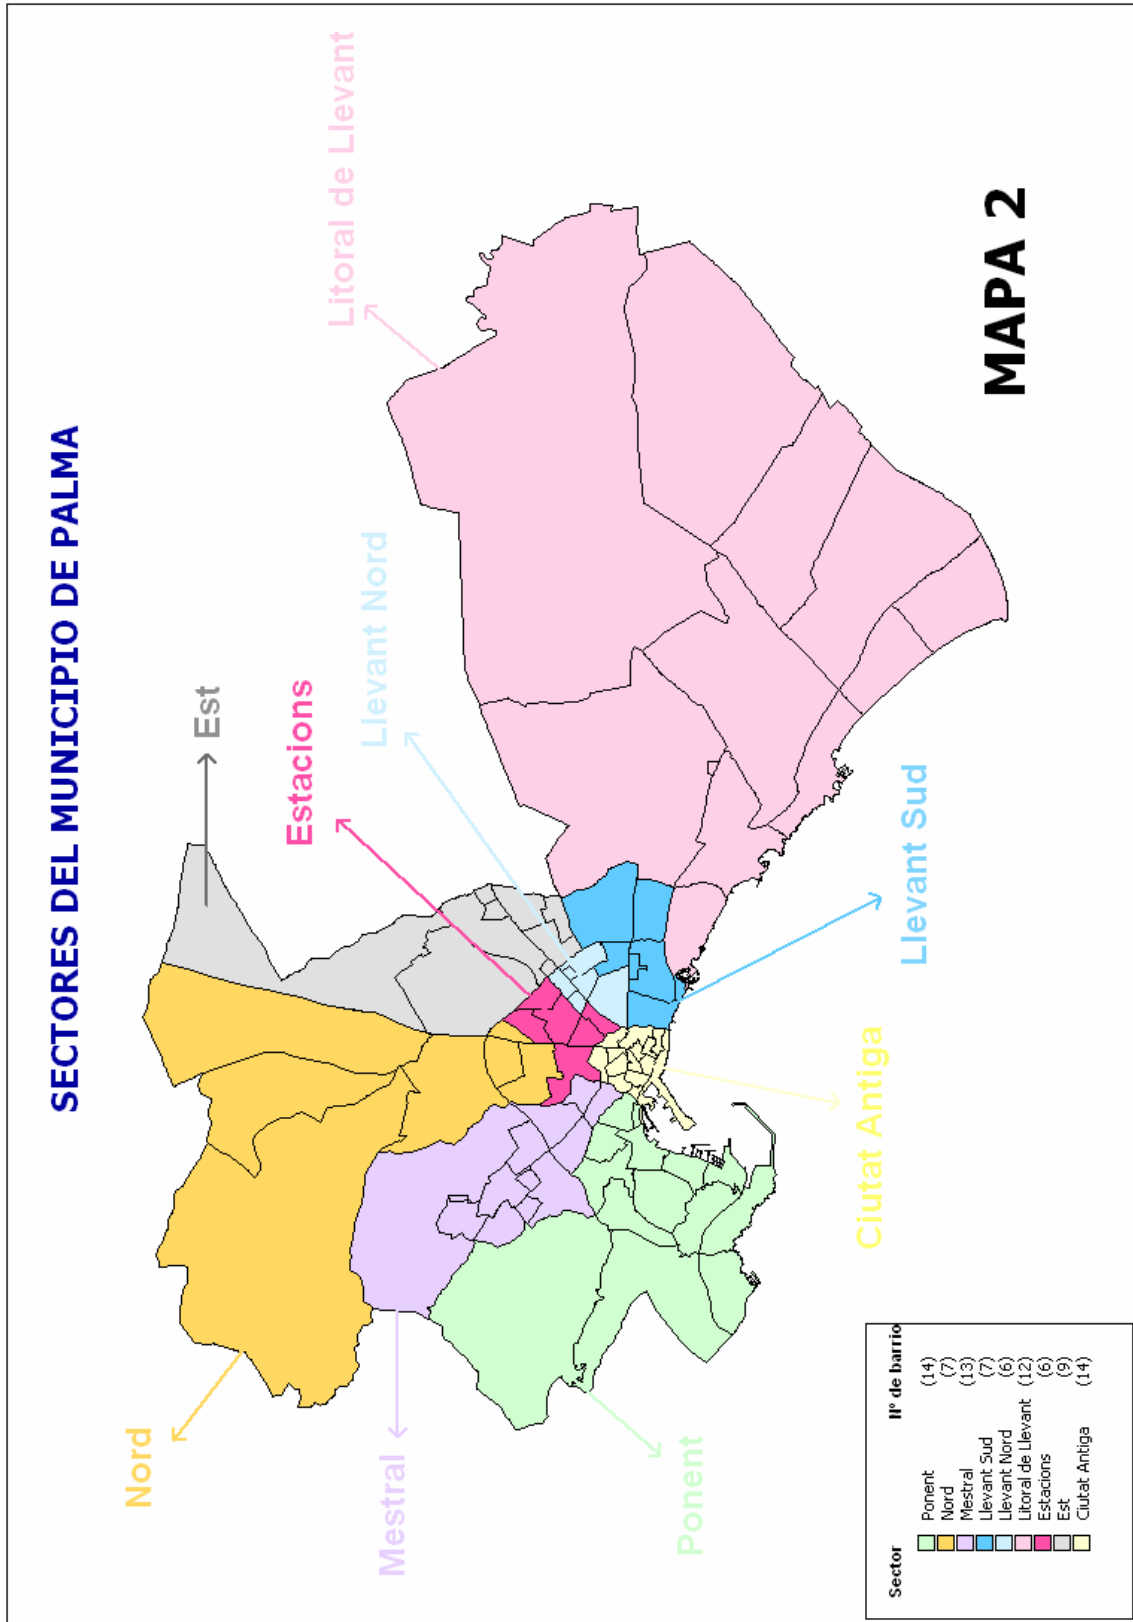 SECTORES DEL MUNICIPIO DE PALMA
Litoral de Llevant
Est
Llevant Nord
Estacions
Nord
Mestral
Ponent
Ciutat Antiga
Llevant Sud
MAPA 2
Sector Nº de barrio
Ponent (14)
Nord (7)
Mestral (13)
Llevant Sud (7)
Llevant Nord (6)
Litoral de Llevant (12)
Estacions (6)
Est (9)
Ciutat Antiga (14)